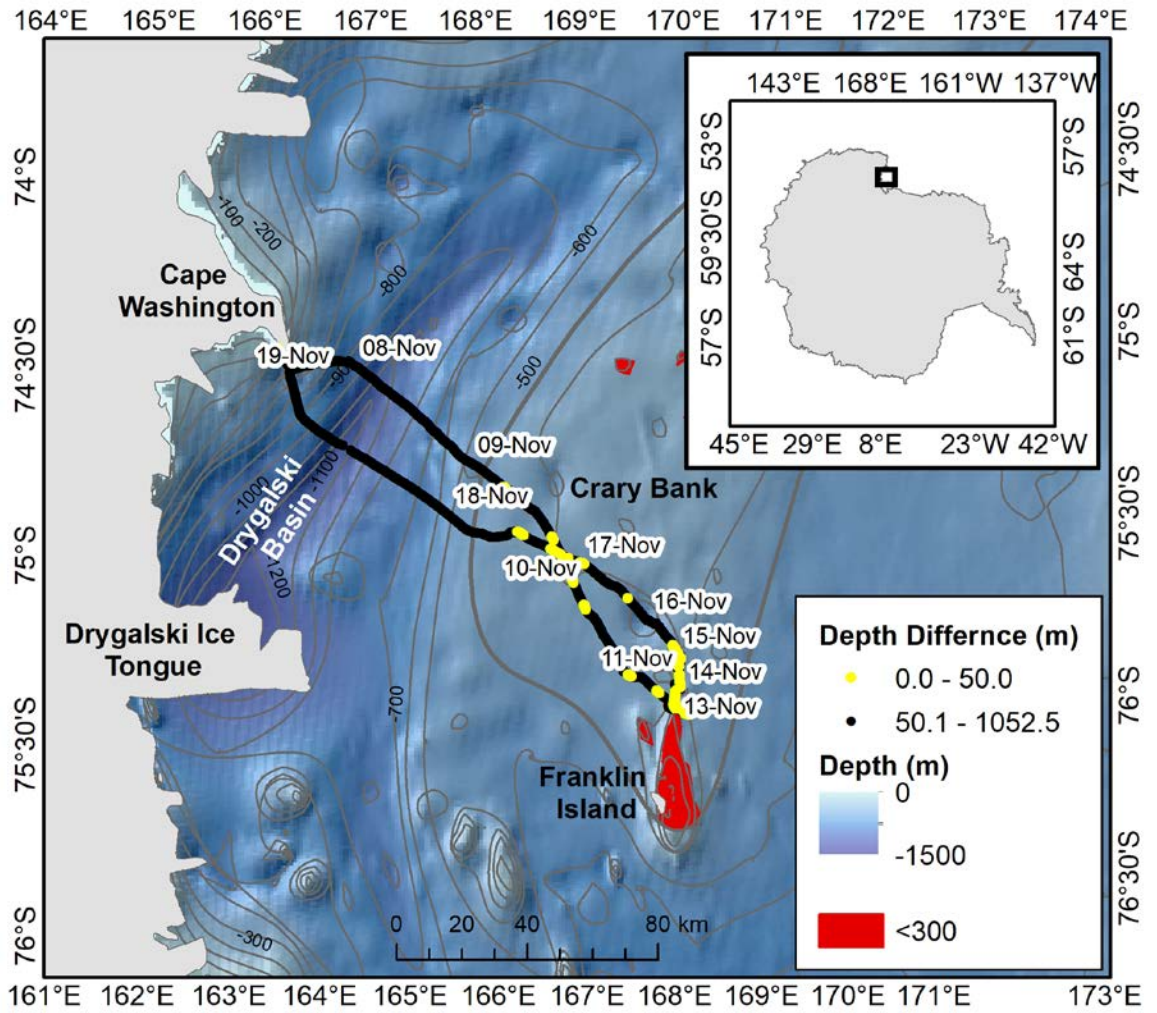 164°E 165°E 166°E 167°E 168°E 169°E 170°E 172°E 173°E 174°E
143°E 168°E 161°W 137°W
53°S
59°30'S
57°S
57°S
64°S
61°S
45°E 29°E 8°E 23°W 42°W
74°S
74°30'S
75°S
75°30'S
76°S
74°30'S
75°S
75°30'S
76°S
76°30'S
-100
-200
-800
-600
-500
-900
-1000
-1100
-1200
-700
-300
Cape
Washington
19-Nov
08-Nov
09-Nov
18-Nov
Crary Bank
17-Nov
10-Nov
16-Nov
15-Nov
11-Nov
14-Nov
13-Nov
Drygalski
Basin
Drygalski Ice
Tongue
Franklin
Island
0 20 40 80 km
Depth Differnce (m)
0.0 - 50.0
50.1 - 1052.5
Depth (m)
0
-1500
<300
161°E 162°E 163°E 164°E 165°E 166°E 167°E 168°E 169°E 170°E 171°E 173°E